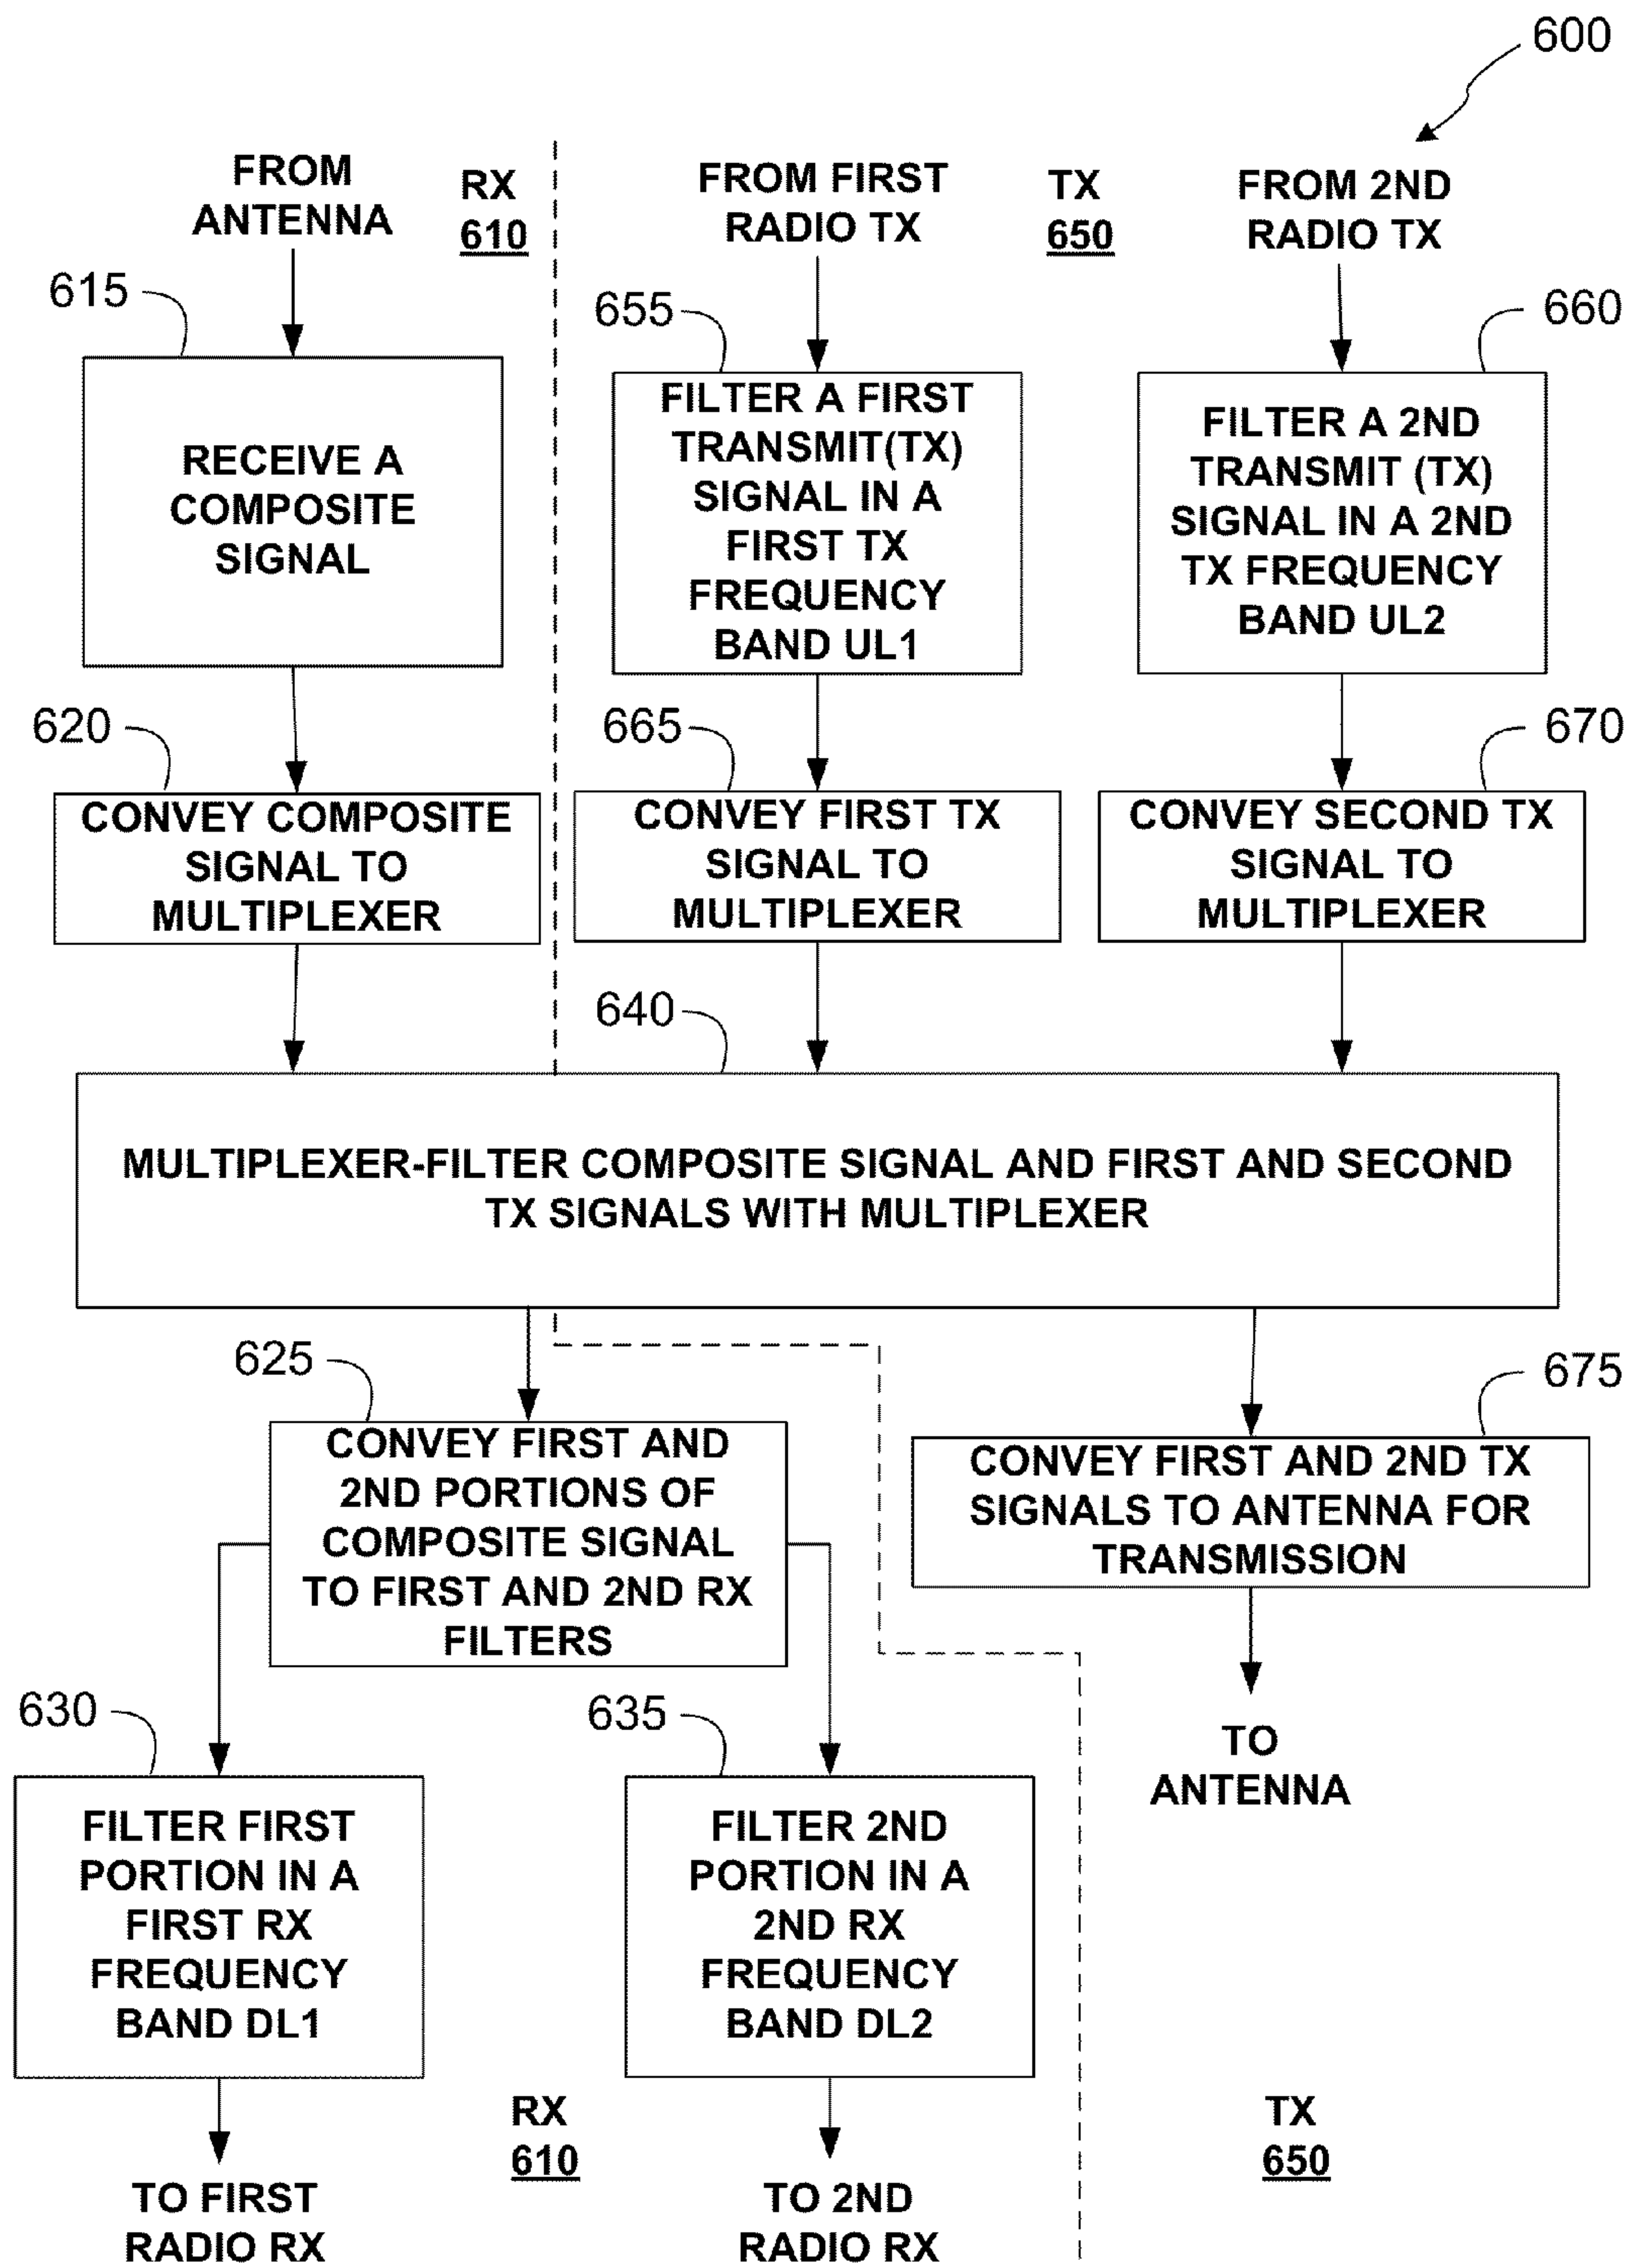 600
FROM
ANTENNA
RX
610
FROM FIRST
RADIO TX
TX
650
FROM 2ND
RADIO TX
615
655
660
RECEIVE A
COMPOSITE
SIGNAL
FILTER A FIRST
TRANSMIT(TX)
SIGNAL IN A
FIRST TX
FREQUENCY
BAND UL1
FILTER A 2ND
TRANSMIT (TX)
SIGNAL IN A 2ND
TX FREQUENCY
BAND UL2
620
665
670
CONVEY COMPOSITE
SIGNAL TO
MULTIPLEXER
CONVEY FIRST TX
SIGNAL TO
MULTIPLEXER
CONVEY SECOND TX
SIGNAL TO
MULTIPLEXER
640
MULTIPLEXER-FILTER COMPOSITE SIGNAL AND FIRST AND SECOND
TX SIGNALS WITH MULTIPLEXER
625
675
CONVEY FIRST AND
2ND PORTIONS OF
COMPOSITE SIGNAL
TO FIRST AND 2ND RX
FILTERS
CONVEY FIRST AND 2ND TX
SIGNALS TO ANTENNA FOR
TRANSMISSION
630
635
TO
ANTENNA
FILTER FIRST
PORTION IN A
FIRST RX
FREQUENCY
BAND DL1
FILTER 2ND
PORTION IN A
2ND RX
FREQUENCY
BAND DL2
RX
610
TX
650
TO FIRST
RADIO RX
TO 2ND
RADIO RX